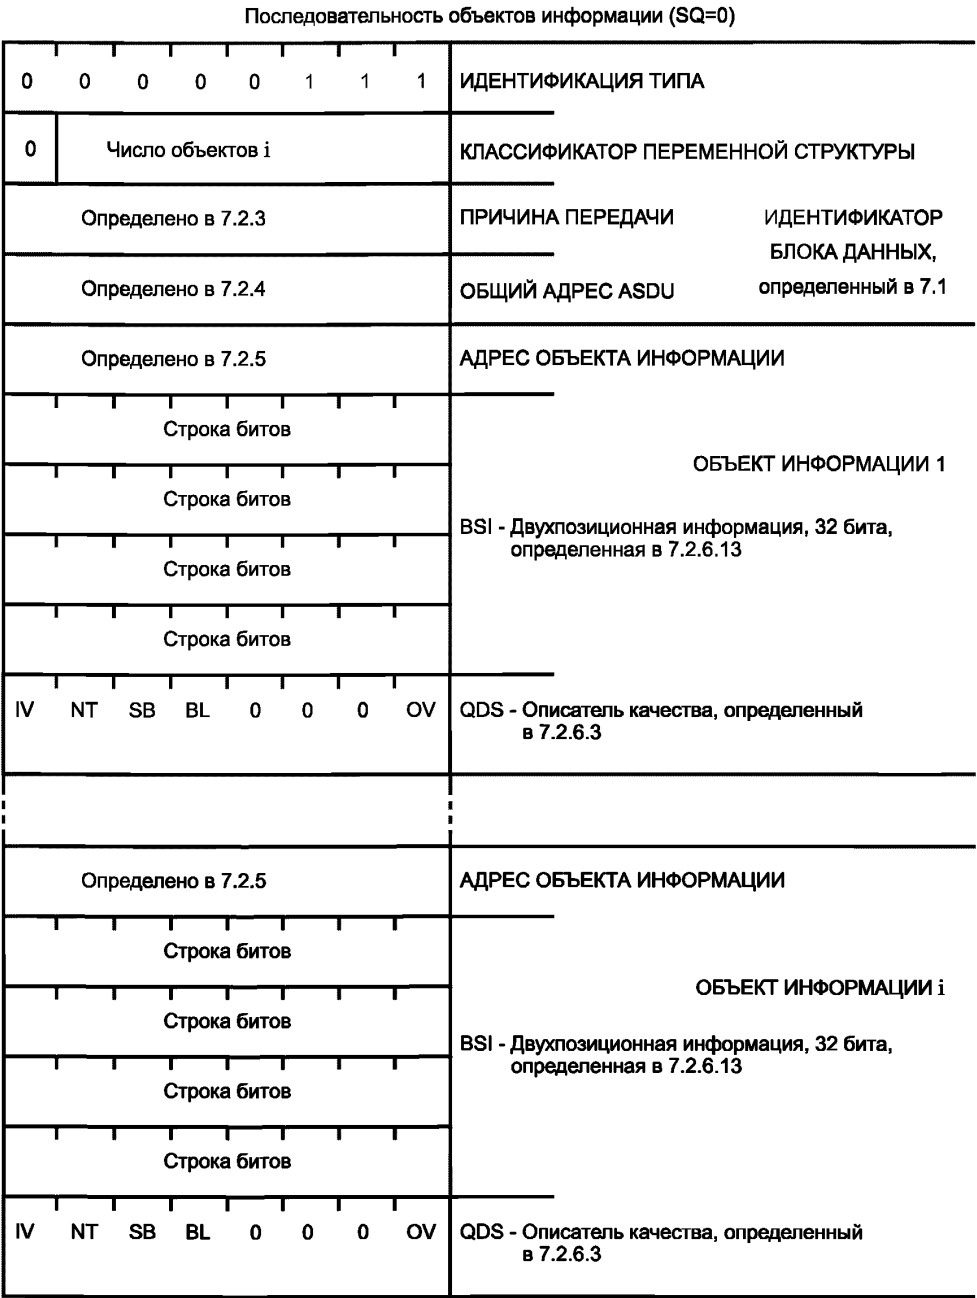 Последовательность объектов информации (SQ=0)
0 0 0 0 0 1 1 1 ИДЕНТИФИКАЦИЯ ТИПА
0 Число объектов i КЛАССИФИКАТОР ПЕРЕМЕННОЙ СТРУКТУРЫ
Определено в 7.2.3 ПРИЧИНА ПЕРЕДАЧИ ИДЕНТИФИКАТОР
БЛОКА ДАННЫХ,
Определено в 7.2.4 ОБЩИЙ АДРЕС ASDU определенный в 7.1
Определено в 7.2.5 АДРЕС ОБЪЕКТА ИНФОРМАЦИИ
Строка битов
ОБЪЕКТ ИНФОРМАЦИИ 1
Строка битов
BSI - Двухпозиционная информация, 32 бита,
определенная в 7.2.6.13
Строка битов
Строка битов
IV NT SB BL 0 0 0 OV QDS - Описатель качества, определенный
в 7.2.6.3
Определено в 7.2.5 АДРЕС ОБЪЕКТА ИНФОРМАЦИИ
Строка битов
ОБЪЕКТ ИНФОРМАЦИИ i
Строка битов
BSI - Двухпозиционная информация, 32 бита,
определенная в 7.2.6.13
Строка битов
Строка битов
IV NT SB BL 0 0 0 OV QDS - Описатель качества, определенный
в 7.2.6.3